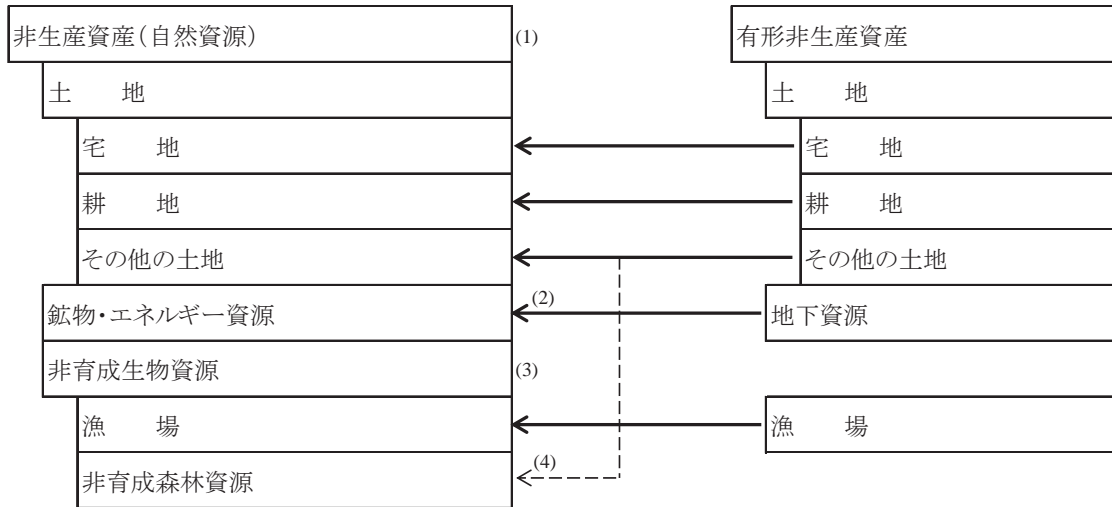 非生産資産（自然資源） (1) 有形非生産資産
土　地 土　地
宅　地 宅　地
耕　地 耕　地
その他の土地 その他の土地
鉱物・エネルギー資源 (2) 地下資源
非育成生物資源 (3)
漁　場 漁　場
非育成森林資源 (4)